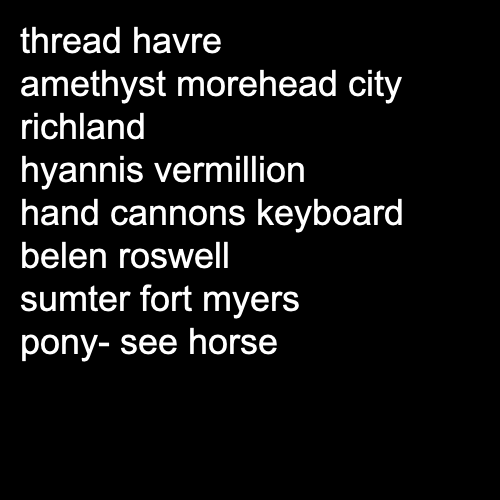 thread havre
amethyst morehead city
richland
hyannis vermillion
hand cannons keyboard
belen roswell
sumter fort myers
pony- see horse